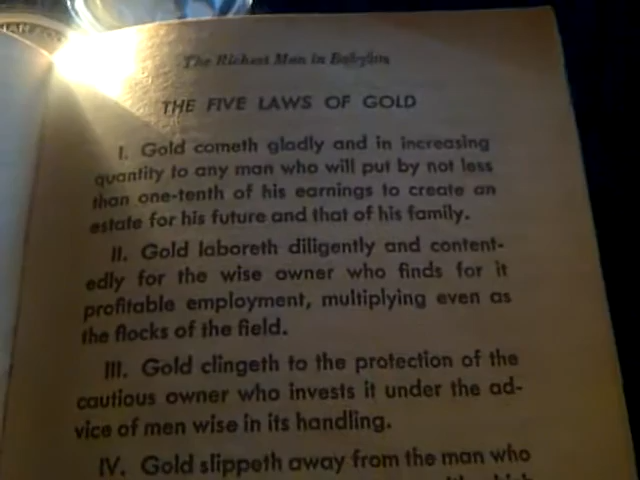 The Richest Man in Babylon
THE FIVE LAWS OF GOLD
I. Gold cometh gladly and in increasing
quantity to any man who will put by not less
than one-tenth of his earnings to create an
estate for his future and that of his family.
II. Gold laboreth diligently and content-
edly for the wise owner who finds for it
profitable employment, multiplying even as
the flocks of the field.
III. Gold clingeth to the protection of the
cautious owner who invests it under the ad-
vice of men wise in its handling.
IV. Gold slippeth away from the man who